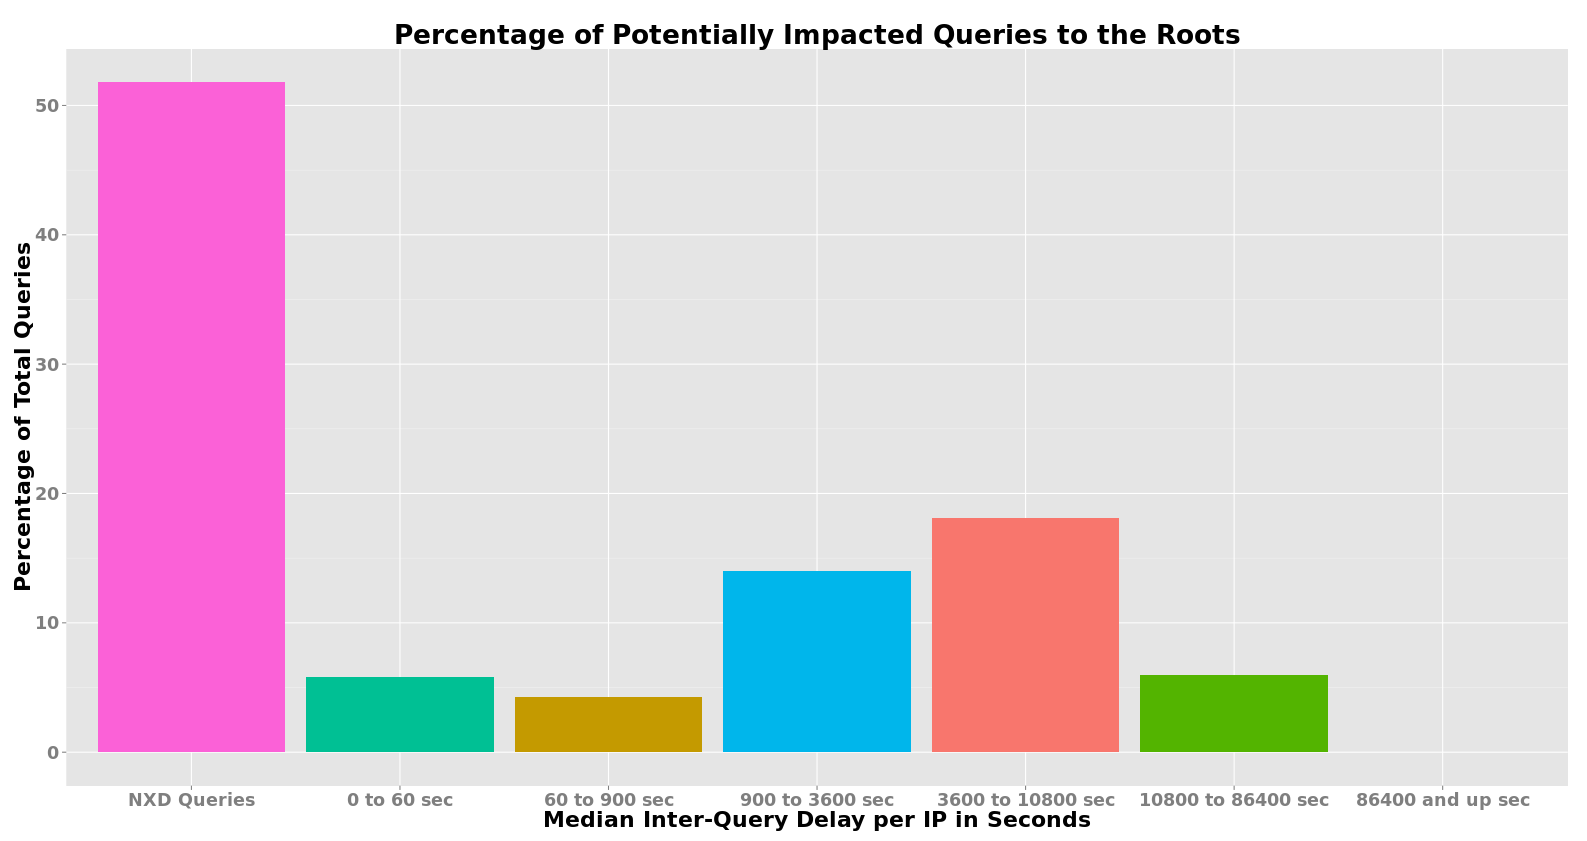 Percentage of Potentially Impacted Queries to the Roots
Percentage of Total Queries
50
40
30
20
10
0
NXD Queries 0 to 60 sec 60 to 900 sec 900 to 3600 sec 3600 to 10800 sec 10800 to 86400 sec 86400 and up sec
Median Inter-Query Delay per IP in Seconds